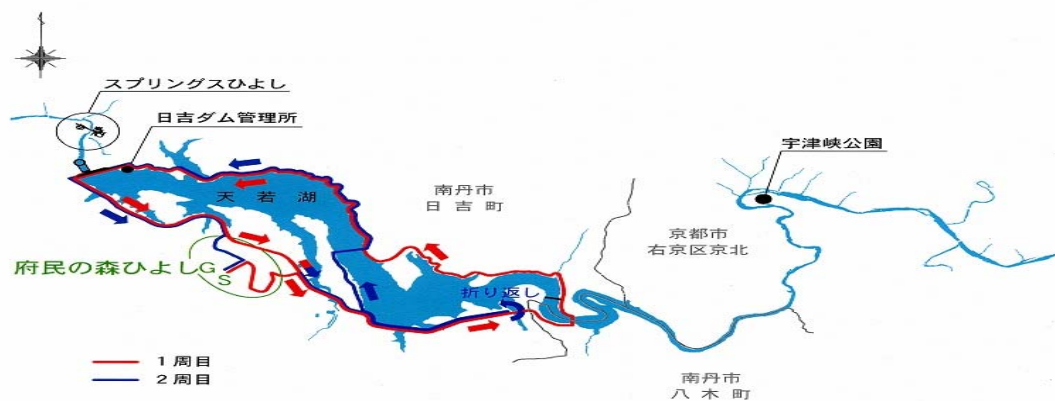 スプリングスひよし
日吉ダム管理所
宇津峡公園
天若湖
南丹市
日吉町
京都市
右京区京北
府民の森ひよし
G
S
折り返し
1周目
2周目
南丹市
八木町